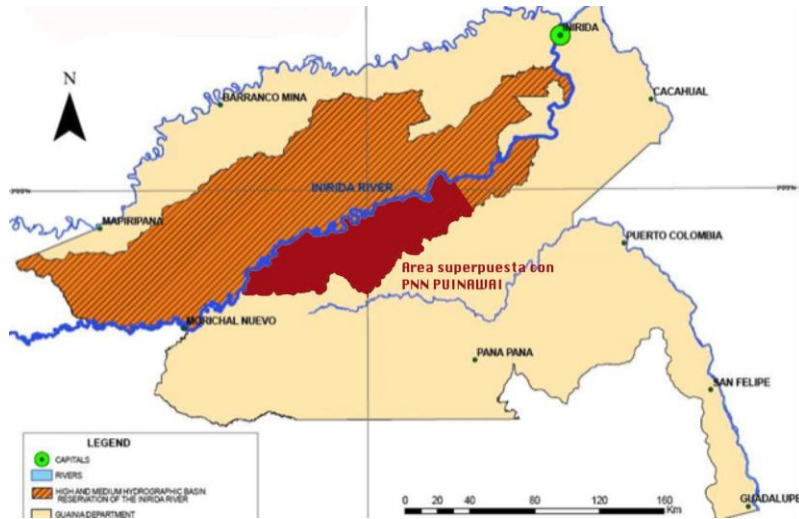 INIRIDA
N
BARRANCO MINA
CACAHUAL
INIRIDA RIVER
MAPIRIPANA
PUERTO COLOMBIA
Area superpuesta con
PNN PUINAWAI
MORICHAL NUEVO
PANA PANA
SAN FELIPE
LEGEND
CAPITALS
RIVERS
HIGH AND MEDIUM HYDROGRAPHIC BASIN
RESERVATION OF THE INIRIDA RIVER
GUAINIA DEPARTMENT
0 20 40 80 120 160
Km
GUADALUPE